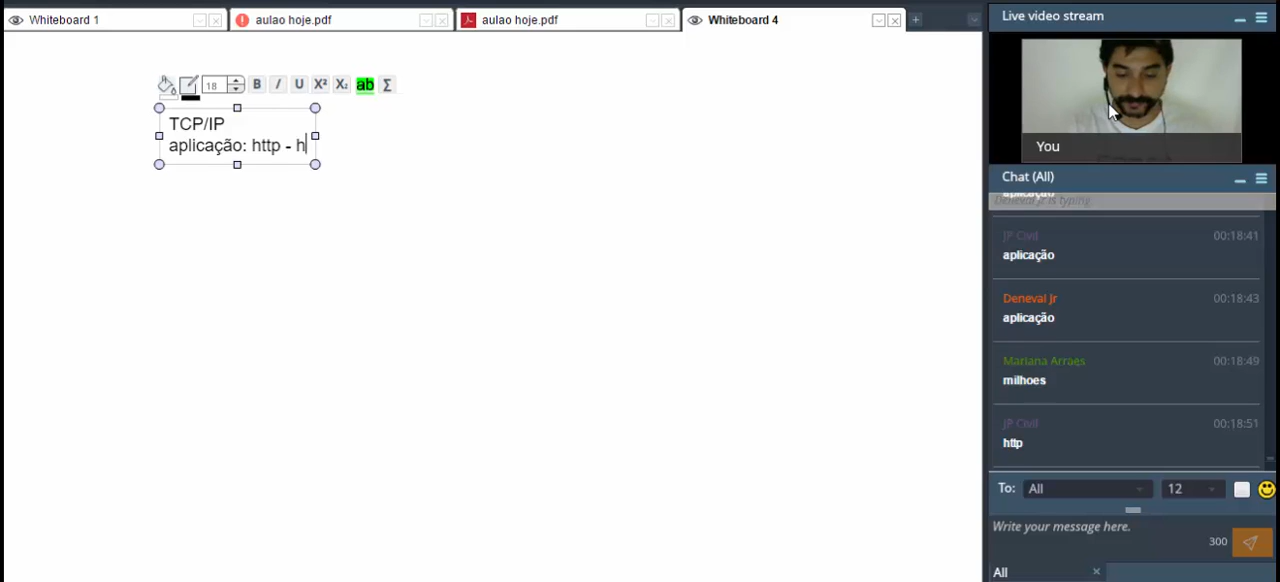 Whiteboard 1
aulao hoje.pdf
aulao hoje.pdf
Whiteboard 4
18
B
I
U
X²
X₂
ab
Σ
TCP/IP
aplicação: http - h
Live video stream
You
Chat (All)
aplicação
Deneval Jr is typing
JP Civil 00:18:41
aplicação
Deneval Jr 00:18:43
aplicação
Mariana Arraes 00:18:49
milhoes
JP Civil 00:18:51
http
To: All 12
Write your message here.
300
All